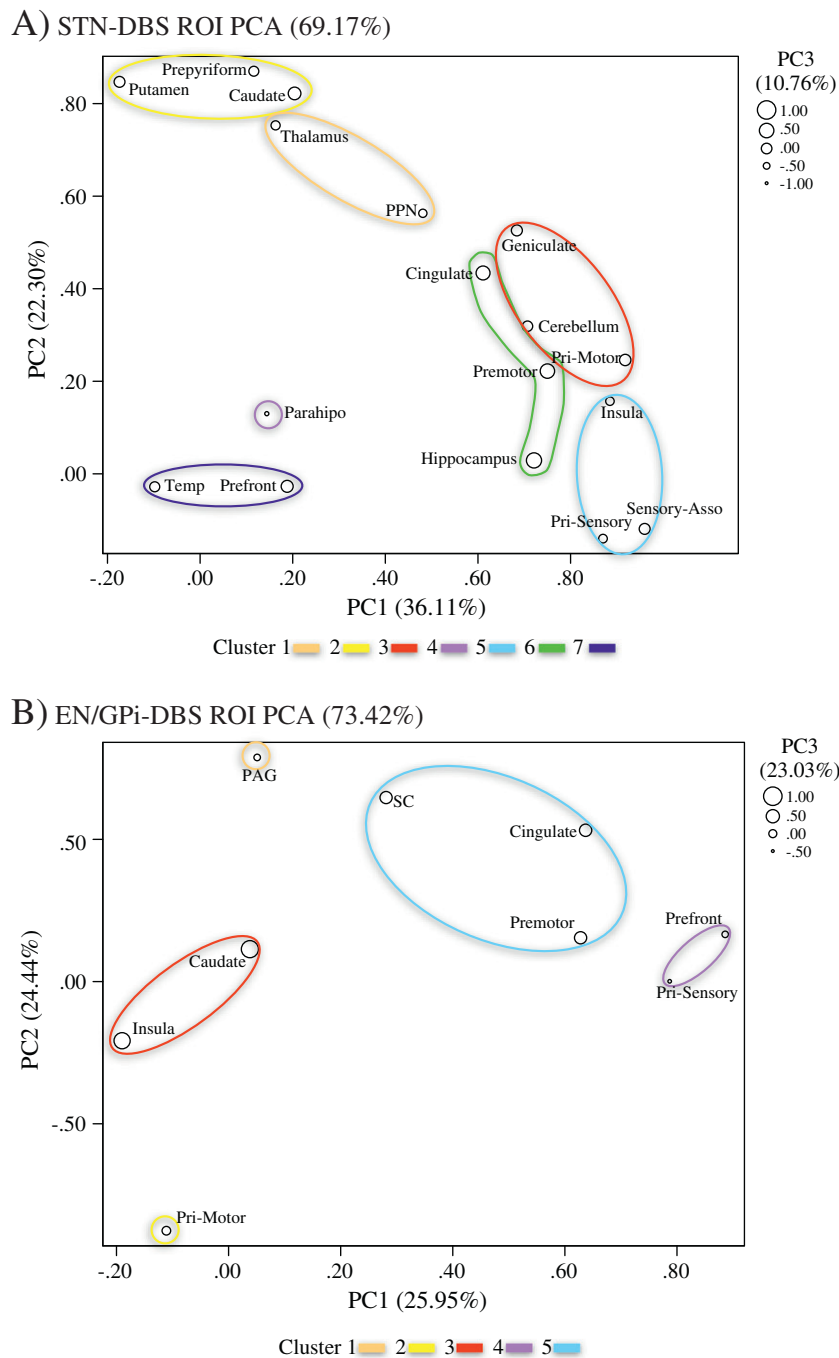 A) STN-DBS ROI PCA (69.17%)
PC3
(10.76%)
1.00
.50
.00
-.50
-1.00
.80
.60
.40
.20
.00
PC2 (22.30%)
Prepyriform
Putamen
Caudate
Thalamus
PPN
Geniculate
Cingulate
Cerebellum
Pri-Motor
Premotor
Parahipo
Insula
Hippocampus
Temp Prefront
Sensory-Asso
Pri-Sensory
-.20 .00 .20 .40 .60 .80
PC1 (36.11%)
Cluster 1 2 3 4 5 6 7
B) EN/GPi-DBS ROI PCA (73.42%)
PC3
(23.03%)
1.00
.50
.00
-.50
.50
.00
-.50
PC2 (24.44%)
PAG
SC
Cingulate
Premotor
Prefront
Caudate
Pri-Sensory
Insula
Pri-Motor
-.20 .00 .20 .40 .60 .80
PC1 (25.95%)
Cluster 1 2 3 4 5